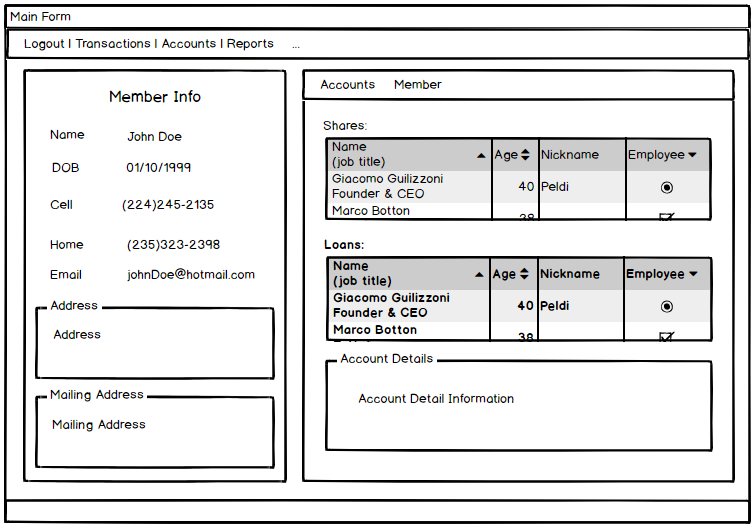 Main Form
Logout | Transactions | Accounts | Reports ...
Member Info
Name John Doe
DOB 01/10/1999
Cell (224)245-2135
Home (235)323-2398
Email johnDoe@hotmail.com
Address
Address
Mailing Address
Mailing Address
Accounts Member
Shares:
Name
(job title) Age Nickname Employee
Giacomo Guilizzoni
Founder & CEO 40 Peldi
Marco Botton
38
Loans:
Name
(job title) Age Nickname Employee
Giacomo Guilizzoni
Founder & CEO 40 Peldi
Marco Botton
38
Account Details
Account Detail Information